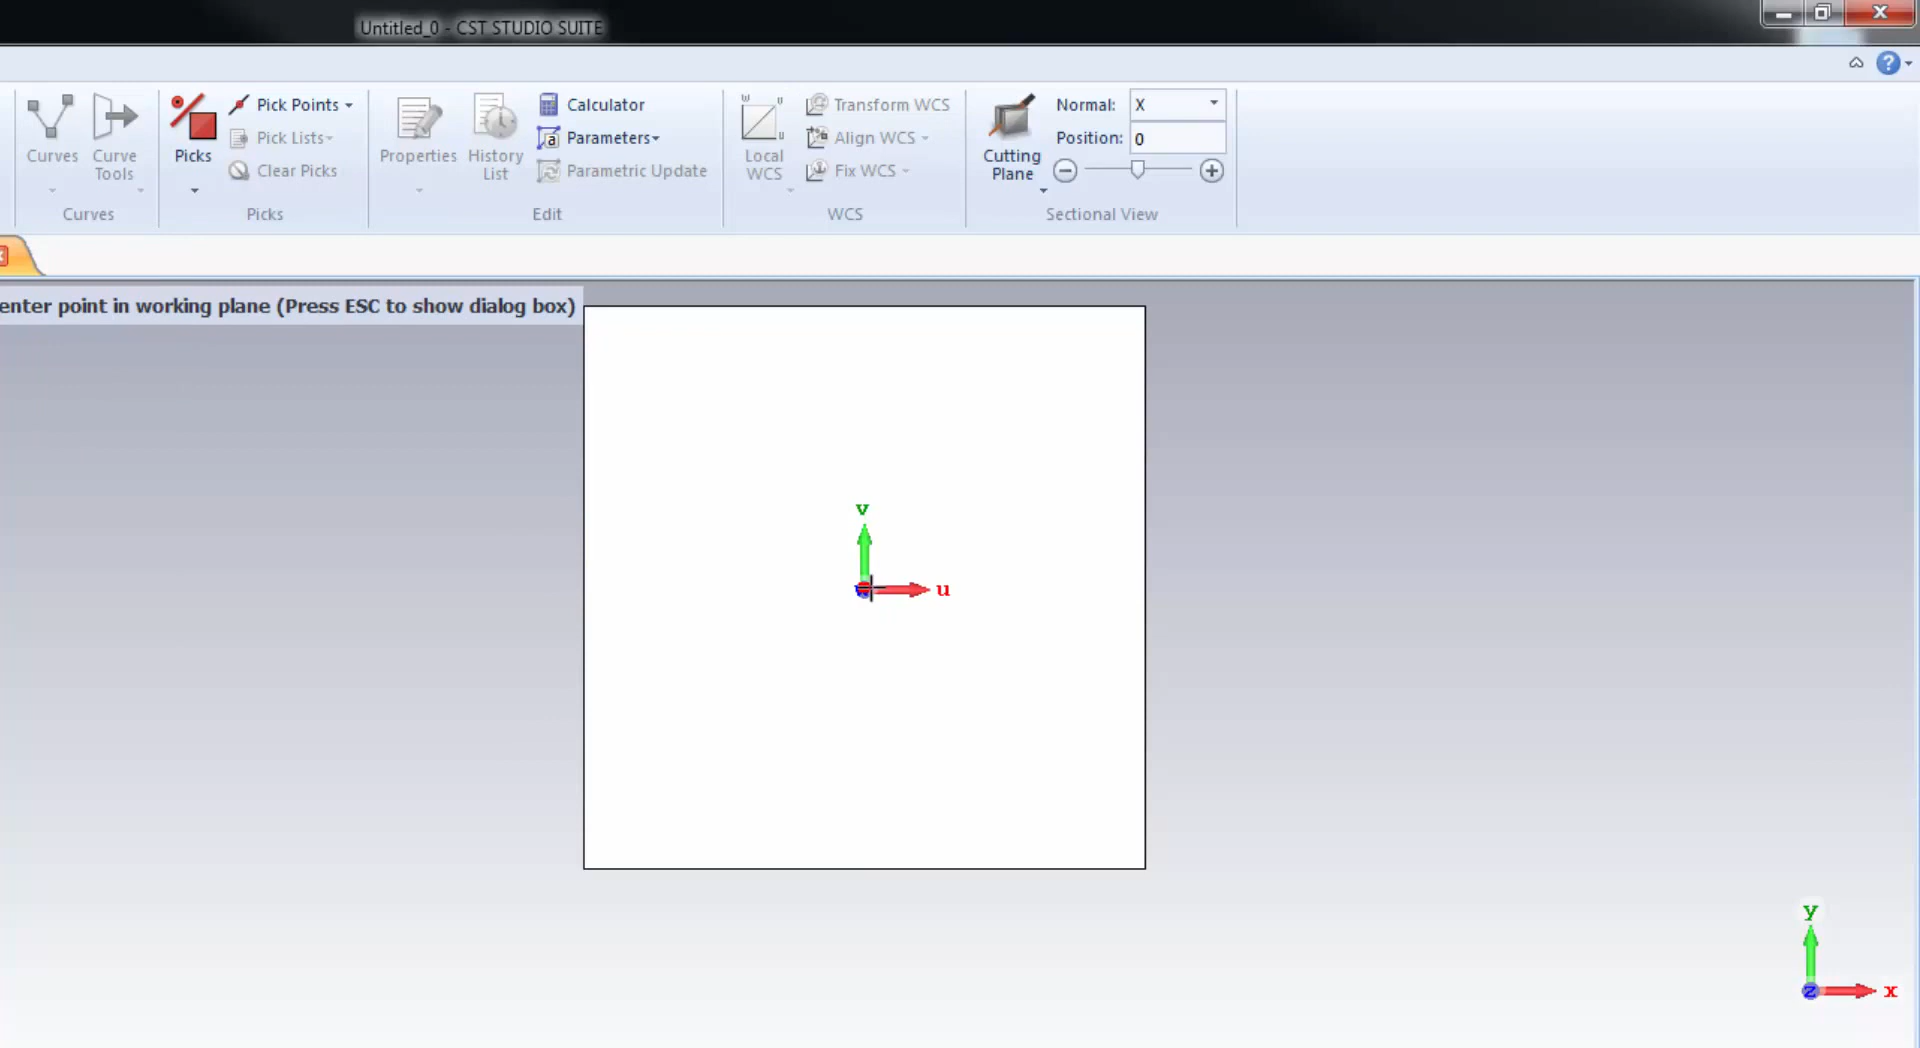 Untitled_0 - CST STUDIO SUITE
Curves
Curve Tools
Curves
Picks
Pick Points
Pick Lists
Clear Picks
Picks
Properties
History List
Calculator
Parameters
Parametric Update
Edit
w u
u
Local WCS
Transform WCS
Align WCS
Fix WCS
WCS
Cutting Plane
Normal: X
Position: 0
Sectional View
enter point in working plane (Press ESC to show dialog box)
v
u
y
z
x